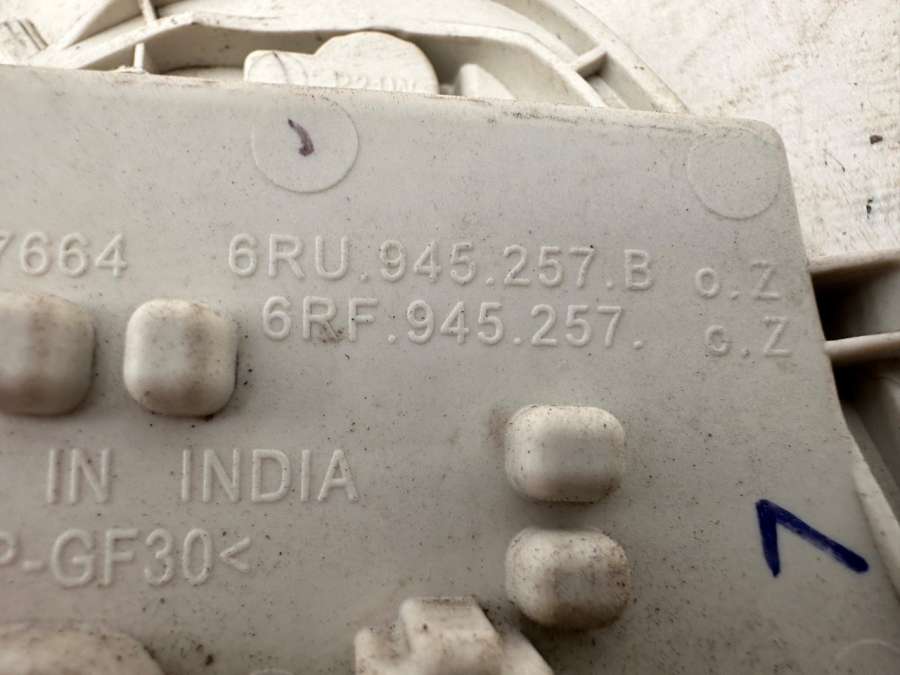 7664 6RU.945.257.B o.Z
6RF.945.257. c.Z
IN INDIA
P-GF30<